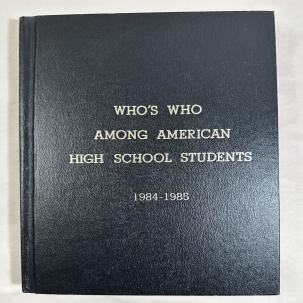 WHO'S WHO
AMONG AMERICAN
HIGH SCHOOL STUDENTS
1984-1985